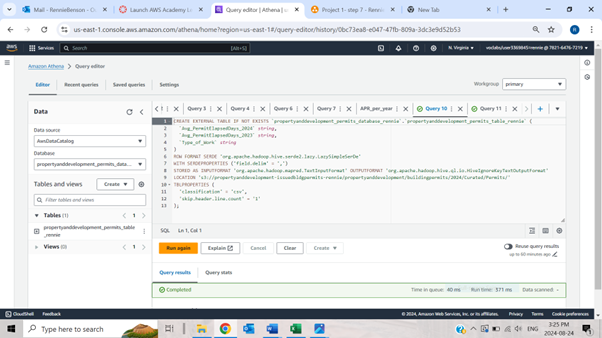 Mail - RennieBenson - D
Launch AWS Academy L
Query editor | Athena | u
Project 1- step 7 - Rennie
New Tab
us-east-1.console.aws.amazon.com/athena/home?region=us-east-1#/query-editor/history/0bc73ea8-e047-47fb-809a-3dc3e9d52b53
aws
Services
Search
[Alt+S]
N. Virginia
Amazon Athena
Query editor
Editor
Recent queries
Saved queries
Settings
Workgroup
primary
Data
Data source
AwsDataCatalog
Database
propertyanddevelopment_permits_data...
Tables and views
Create
Filter tables and views
Tables (1)
1
propertyanddevelopment_permits_table
_rennie
Views (0)
1
Query 3
Query 4
Query 6
Query 7
APR_per_year
Query 10
Query 11
1 CREATE EXTERNAL TABLE IF NOT EXISTS `propertyanddevelopment_permits_database_rennie`.`propertyanddevelopment_permits_table_rennie` (
2 `Avg_PermitElapsedDays_2024` string,
3 `Avg_PermitElapsedDays_2023` string,
4 `Type_of_Work` string
5 )
6 ROW FORMAT SERDE 'org.apache.hadoop.hive.serde2.lazy.LazySimpleSerDe'
7 WITH SERDEPROPERTIES ('field.delim' = ',')
8 STORED AS INPUTFORMAT 'org.apache.hadoop.mapred.TextInputFormat' OUTPUTFORMAT 'org.apache.hadoop.hive.ql.io.HiveIgnoreKeyTextOutputFormat'
9 LOCATION 's3://propertyanddevelopment-issuedbldgpermits-rennie/propertyanddevelopment/buildingpermits/2024/Curated/Permits/'
10 TBLPROPERTIES (
11 'classification' = 'csv',
12 'skip.header.line.count' = '1'
13 );
SQL
Ln 1, Col 1
Run again
Explain
Cancel
Clear
Create
Reuse query results
up to 60 minutes ago
Query results
Query stats
Completed
Time in queue: 40 ms
Run time: 371 ms
Data scanned: -
CloudShell
Feedback
© 2024, Amazon Web Services, Inc. or its affiliates.
Privacy
Terms
Cookie preferences
Type here to search
ENG
3:25 PM
2024-08-24